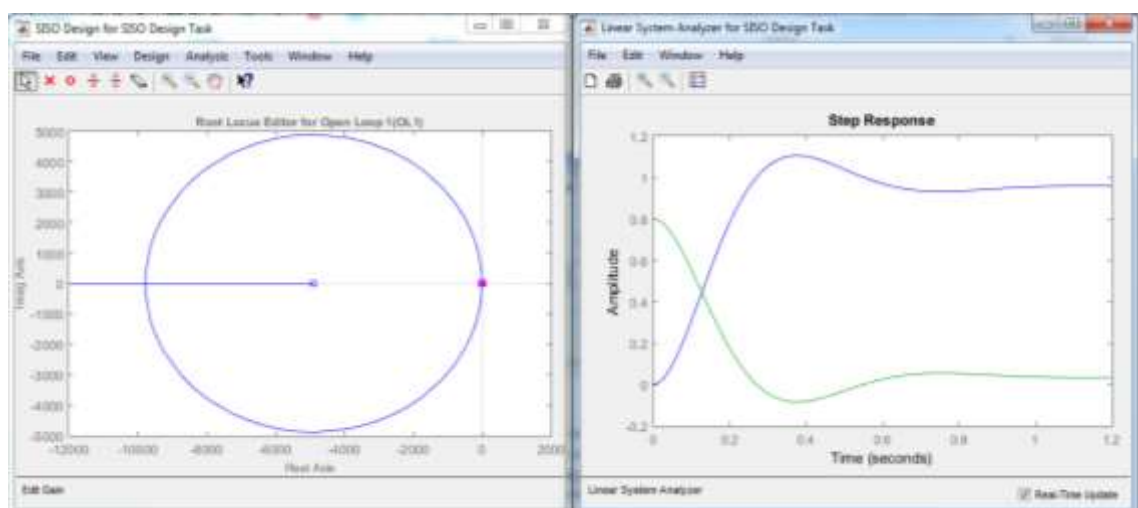 SISO Design for SISO Design Task
File Edit View Design Analysis Tools Window Help
Root Locus Editor for Open Loop 1(OL1)
5000
4000
3000
2000
1000
0
-1000
-2000
-3000
-4000
-5000
-12000 -10000 -8000 -6000 -4000 -2000 0 2000
Imag Axis
Real Axis
Edit Gain
Linear System Analyzer for SISO Design Task
File Edit Window Help
Step Response
1.2
1
0.8
0.6
0.4
0.2
0
-0.2
0 0.2 0.4 0.6 0.8 1 1.2
Amplitude
Time (seconds)
Linear System Analyzer
Real-Time Update